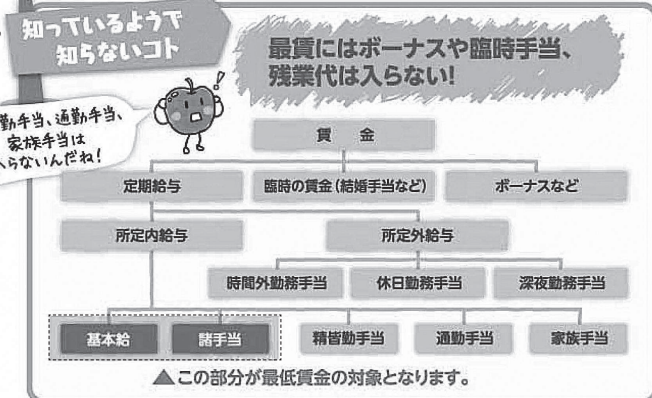 知っているようで
知らないコト
最賃にはボーナスや臨時手当、
残業代は入らない!
勤手当、通勤手当、
家族手当は
らないんだね!
賃 金
定期給与
臨時の賃金(結婚手当など)
ボーナスなど
所定内給与
所定外給与
時間外勤務手当
休日勤務手当
深夜勤務手当
基本給
諸手当
精皆勤手当
通勤手当
家族手当
▲この部分が最低賃金の対象となります。